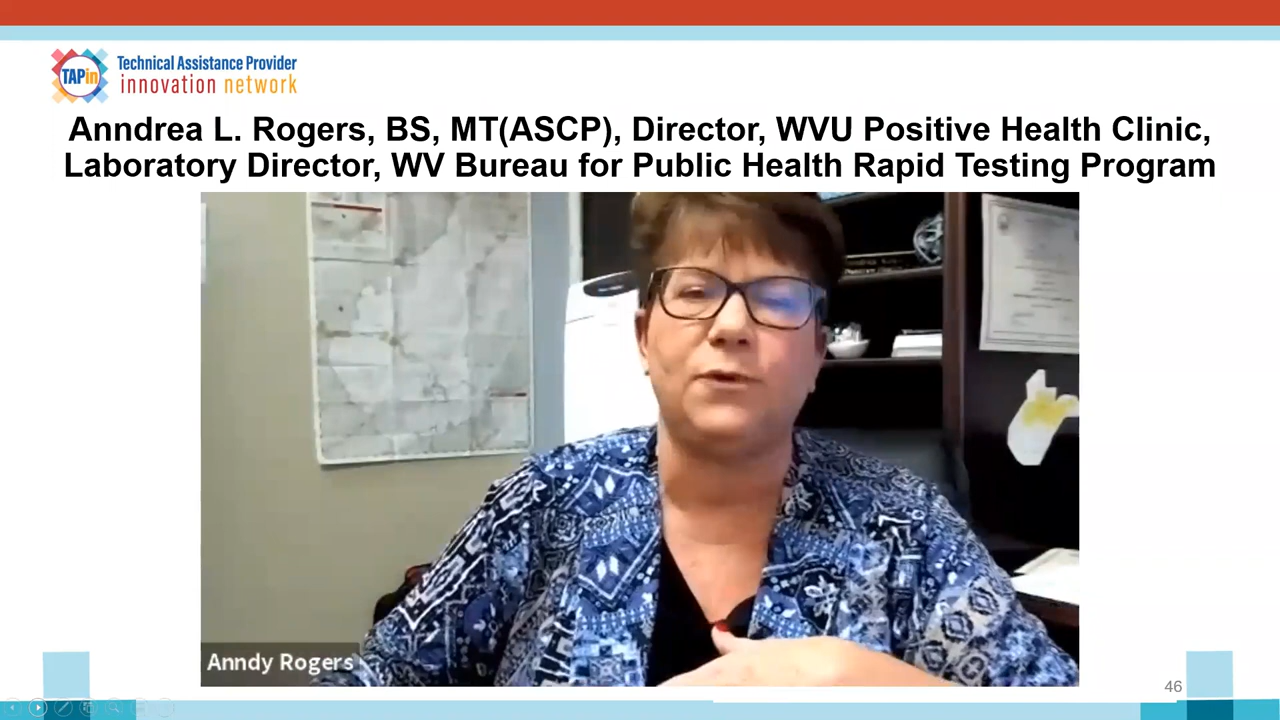 TAPin
Technical Assistance Provider
innovation network
Anndrea L. Rogers, BS, MT(ASCP), Director, WVU Positive Health Clinic,
Laboratory Director, WV Bureau for Public Health Rapid Testing Program
Anndy Rogers
46